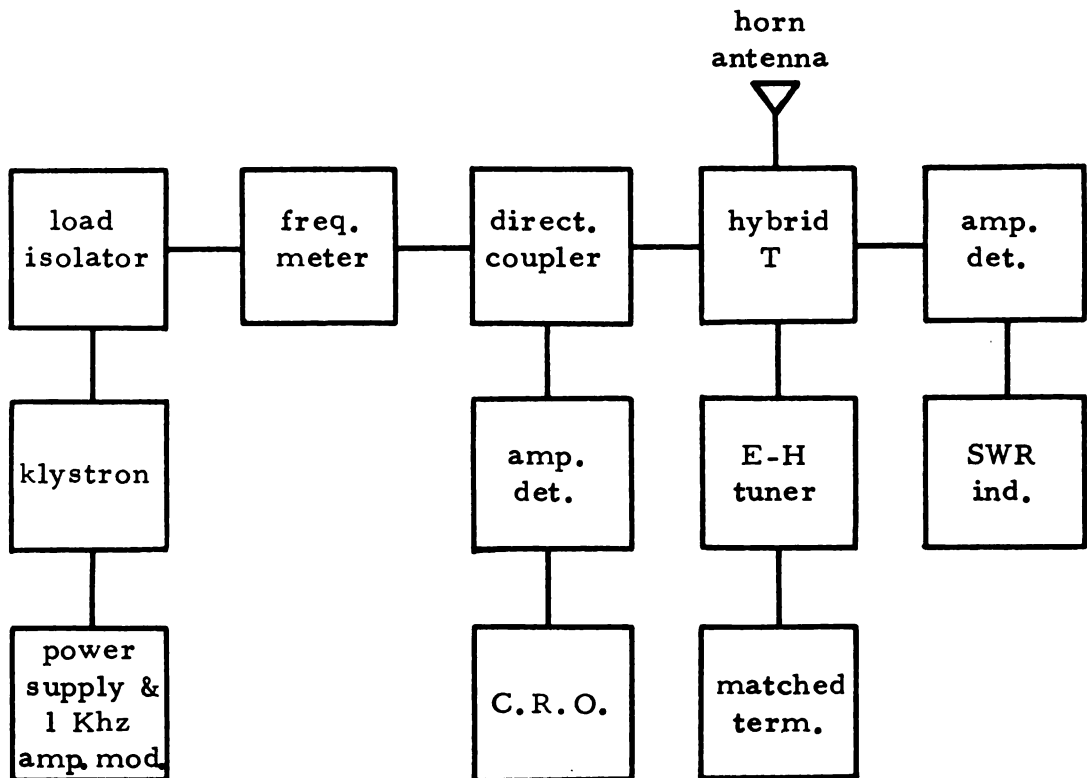 horn
antenna
load
isolator
freq.
meter
direct.
coupler
hybrid
T
amp.
det.
klystron
amp.
det.
E-H
tuner
SWR
ind.
power
supply &
1 Khz
amp. mod.
C.R.O.
matched
term.